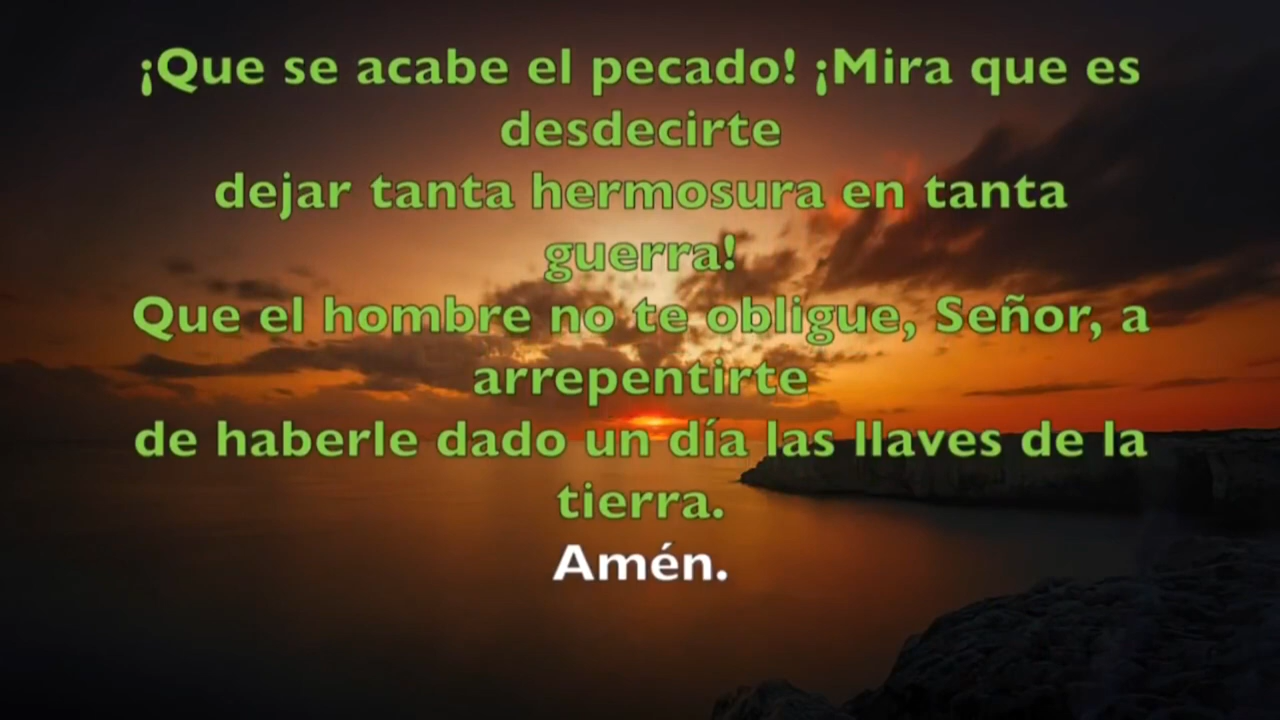 ¡Que se acabe el pecado! ¡Mira que es
desdecirte
dejar tanta hermosura en tanta
guerra!
Que el hombre no te obligue, Señor, a
arrepentirte
de haberle dado un día las llaves de la
tierra.
Amén.